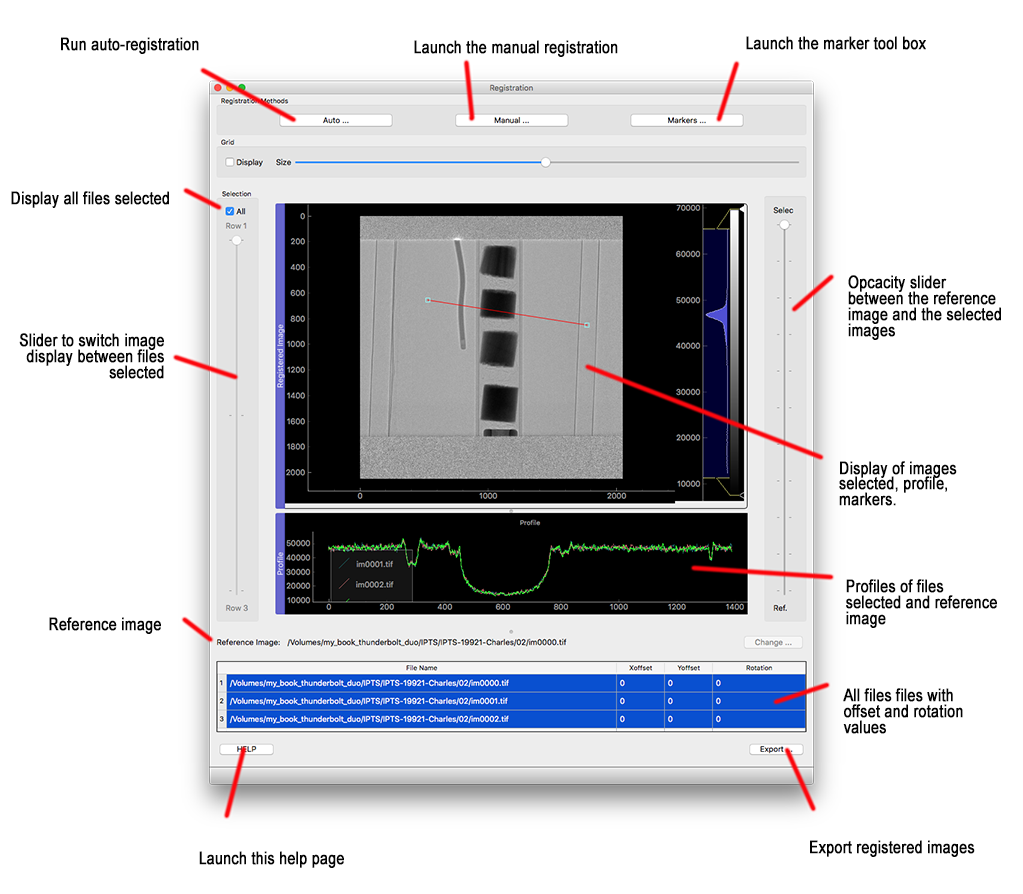 Run auto-registration
Launch the manual registration
Launch the marker tool box
Registration
Registration Methods
Auto ...
Manual ...
Markers ...
Grid
Display
Size
Display all files selected
Selection
All
Row 1
Slider to switch image
display between files
selected
Row 3
Registered Image
0
200
400
600
800
1000
1200
1400
1600
1800
2000
0
1000
2000
70000
60000
50000
40000
30000
20000
10000
Selec
Ref.
Opcacity slider
between the reference
image and the selected
images
Display of images
selected, profile,
markers.
Profile
Profile
50000
40000
30000
20000
10000
im0001.tif
im0002.tif
0
200
400
600
800
1000
1200
1400
Profiles of files
selected and reference
image
Reference image
Reference Image: /Volumes/my_book_thunderbolt_duo/IPTS/IPTS-19921-Charles/02/im0000.tif
Change ...
File Name Xoffset Yoffset Rotation
1 /Volumes/my_book_thunderbolt_duo/IPTS/IPTS-19921-Charles/02/im0000.tif 0 0 0
2 /Volumes/my_book_thunderbolt_duo/IPTS/IPTS-19921-Charles/02/im0001.tif 0 0 0
3 /Volumes/my_book_thunderbolt_duo/IPTS/IPTS-19921-Charles/02/im0002.tif 0 0 0
All files files with
offset and rotation
values
HELP
Export ...
Launch this help page
Export registered images